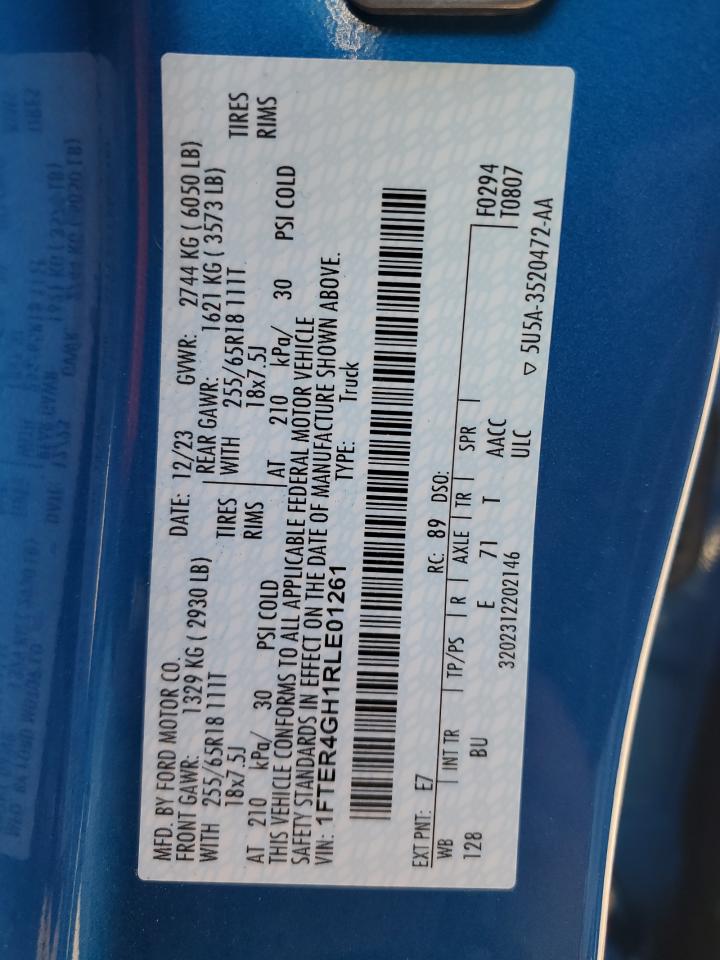 MFD. BY FORD MOTOR CO. DATE: 12/23 GVWR: 2744 KG ( 6050 LB)
FRONT GAWR: 1329 KG ( 2930 LB) REAR GAWR: 1621 KG ( 3573 LB)
WITH 255/65R18 111T TIRES WITH 255/65R18 111T TIRES
18x7.5J RIMS 18x7.5J RIMS
AT 210 kPa/ 30 PSI COLD AT 210 kPa/ 30 PSI COLD
THIS VEHICLE CONFORMS TO ALL APPLICABLE FEDERAL MOTOR VEHICLE
SAFETY STANDARDS IN EFFECT ON THE DATE OF MANUFACTURE SHOWN ABOVE.
VIN: 1FTER4GH1RLE01261 TYPE: Truck
EXT PNT: E7 RC: 89 DSO: F0294
WB INT TR TP/PS R AXLE TR SPR T0807
128 BU E 71 T AACC
3202312202146 ULC
▽ 5U5A-3520472-AA